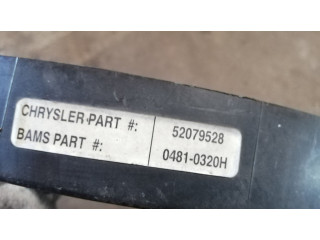 CHRYSLER PART #: 52079528
BAMS PART #: 0481-0320H